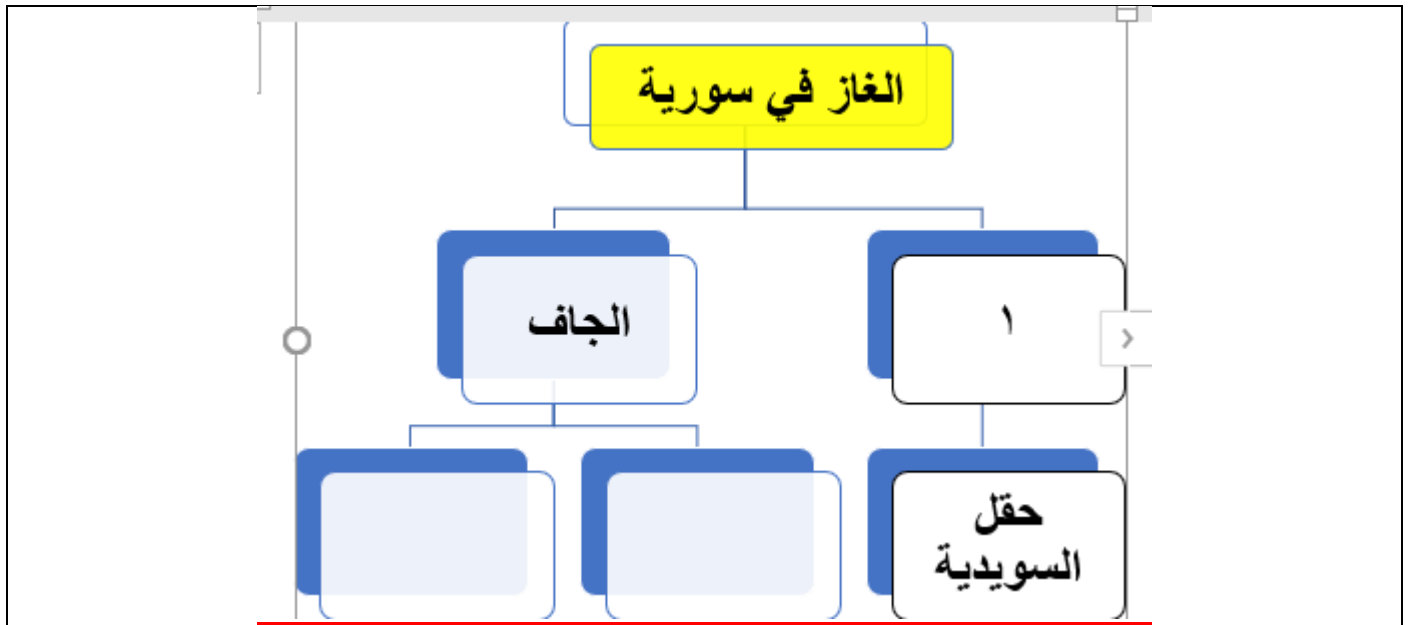 الغاز في سورية
١
الجاف
حقل
السويدية